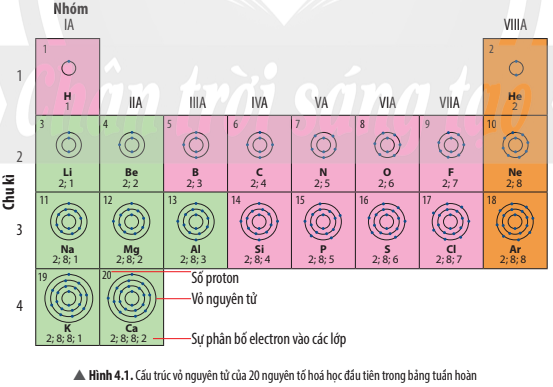 Nhóm
IA
VIIIA
Chân trời sáng tạo
1
2
1
H
1
He
2
IIA
IIIA
IVA
VA
VIA
VIIA
2
3
4
5
6
7
8
9
10
Li
Be
B
C
N
O
F
Ne
2; 1
2; 2
2; 3
2; 4
2; 5
2; 6
2; 7
2; 8
Chu kì
3
11
12
13
14
15
16
17
18
Na
Mg
Al
Si
P
S
Cl
Ar
2; 8; 1
2; 8; 2
2; 8; 3
2; 8; 4
2; 8; 5
2; 8; 6
2; 8; 7
2; 8; 8
4
19
20
Số proton
Vỏ nguyên tử
K
Ca
2; 8; 8; 1
2; 8; 8; 2
Sự phân bố electron vào các lớp
▲ Hình 4.1. Cấu trúc vỏ nguyên tử của 20 nguyên tố hoá học đầu tiên trong bảng tuần hoàn